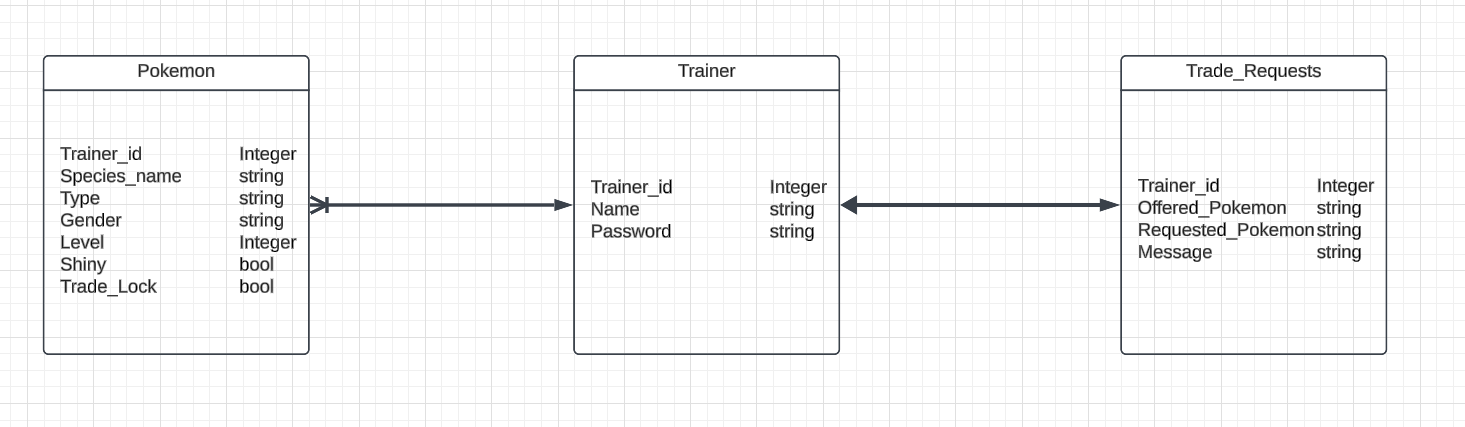 Pokemon
Trainer_id Integer
Species_name string
Type string
Gender string
Level Integer
Shiny bool
Trade_Lock bool
Trainer
Trainer_id Integer
Name string
Password string
Trade_Requests
Trainer_id Integer
Offered_Pokemon string
Requested_Pokemon string
Message string